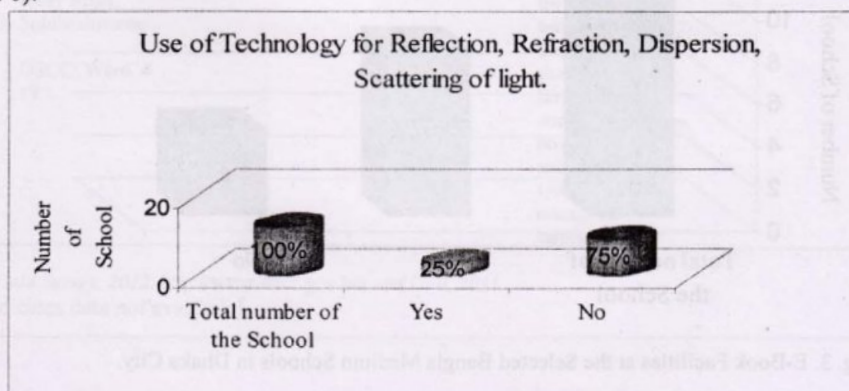 Use of Technology for Reflection, Refraction, Dispersion,
Scattering of light.
Number
of
School
20
0
100%
25%
75%
Total number of
the School
Yes
No